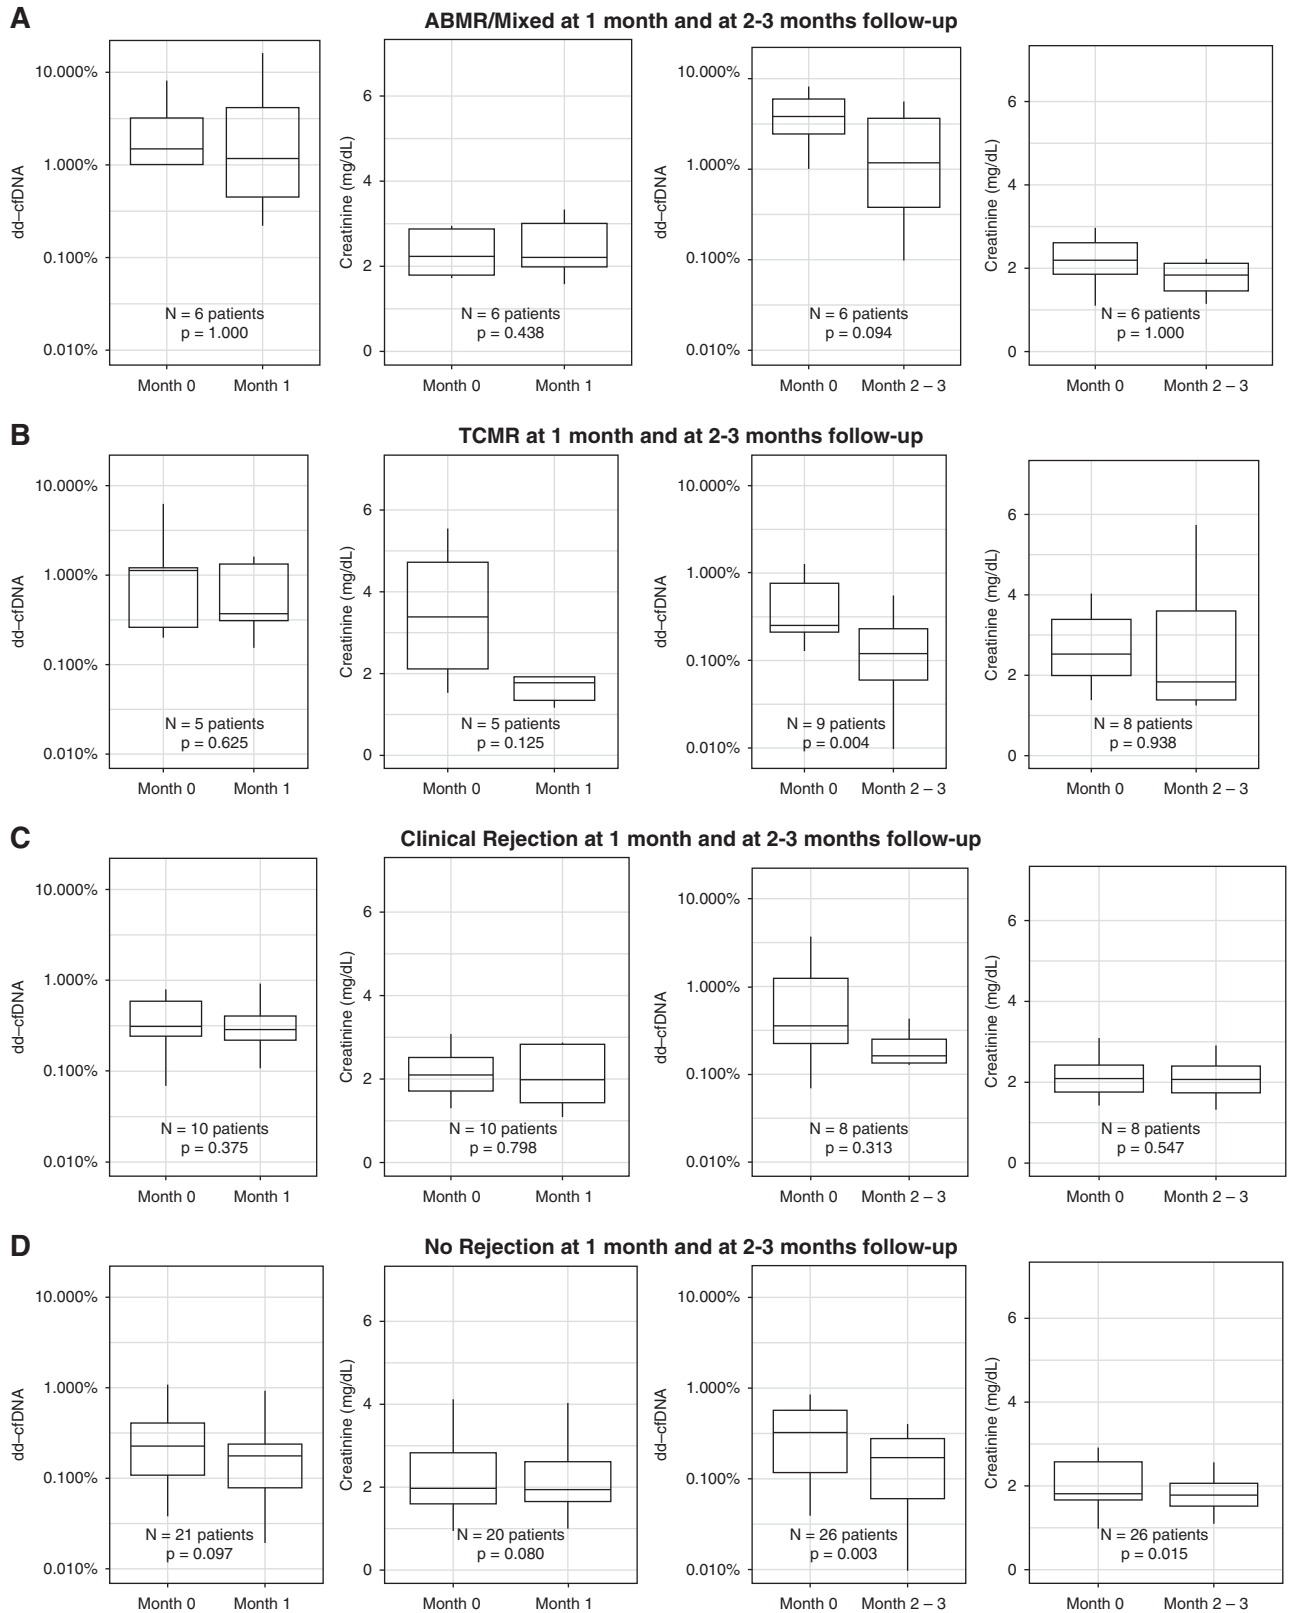 A
ABMR/Mixed at 1 month and at 2-3 months follow-up
dd–cfDNA
10.000%
1.000%
0.100%
0.010%
N = 6 patients
p = 1.000
Month 0 Month 1
Creatinine (mg/dL)
6
4
2
0
N = 6 patients
p = 0.438
Month 0 Month 1
dd–cfDNA
10.000%
1.000%
0.100%
0.010%
N = 6 patients
p = 0.094
Month 0 Month 2 – 3
Creatinine (mg/dL)
6
4
2
0
N = 6 patients
p = 1.000
Month 0 Month 2 – 3
B
TCMR at 1 month and at 2-3 months follow-up
dd–cfDNA
10.000%
1.000%
0.100%
0.010%
N = 5 patients
p = 0.625
Month 0 Month 1
Creatinine (mg/dL)
6
4
2
0
N = 5 patients
p = 0.125
Month 0 Month 1
dd–cfDNA
10.000%
1.000%
0.100%
0.010%
N = 9 patients
p = 0.004
Month 0 Month 2 – 3
Creatinine (mg/dL)
6
4
2
0
N = 8 patients
p = 0.938
Month 0 Month 2 – 3
C
Clinical Rejection at 1 month and at 2-3 months follow-up
dd–cfDNA
10.000%
1.000%
0.100%
0.010%
N = 10 patients
p = 0.375
Month 0 Month 1
Creatinine (mg/dL)
6
4
2
0
N = 10 patients
p = 0.798
Month 0 Month 1
dd–cfDNA
10.000%
1.000%
0.100%
0.010%
N = 8 patients
p = 0.313
Month 0 Month 2 – 3
Creatinine (mg/dL)
6
4
2
0
N = 8 patients
p = 0.547
Month 0 Month 2 – 3
D
No Rejection at 1 month and at 2-3 months follow-up
dd–cfDNA
10.000%
1.000%
0.100%
0.010%
N = 21 patients
p = 0.097
Month 0 Month 1
Creatinine (mg/dL)
6
4
2
0
N = 20 patients
p = 0.080
Month 0 Month 1
dd–cfDNA
10.000%
1.000%
0.100%
0.010%
N = 26 patients
p = 0.003
Month 0 Month 2 – 3
Creatinine (mg/dL)
6
4
2
0
N = 26 patients
p = 0.015
Month 0 Month 2 – 3